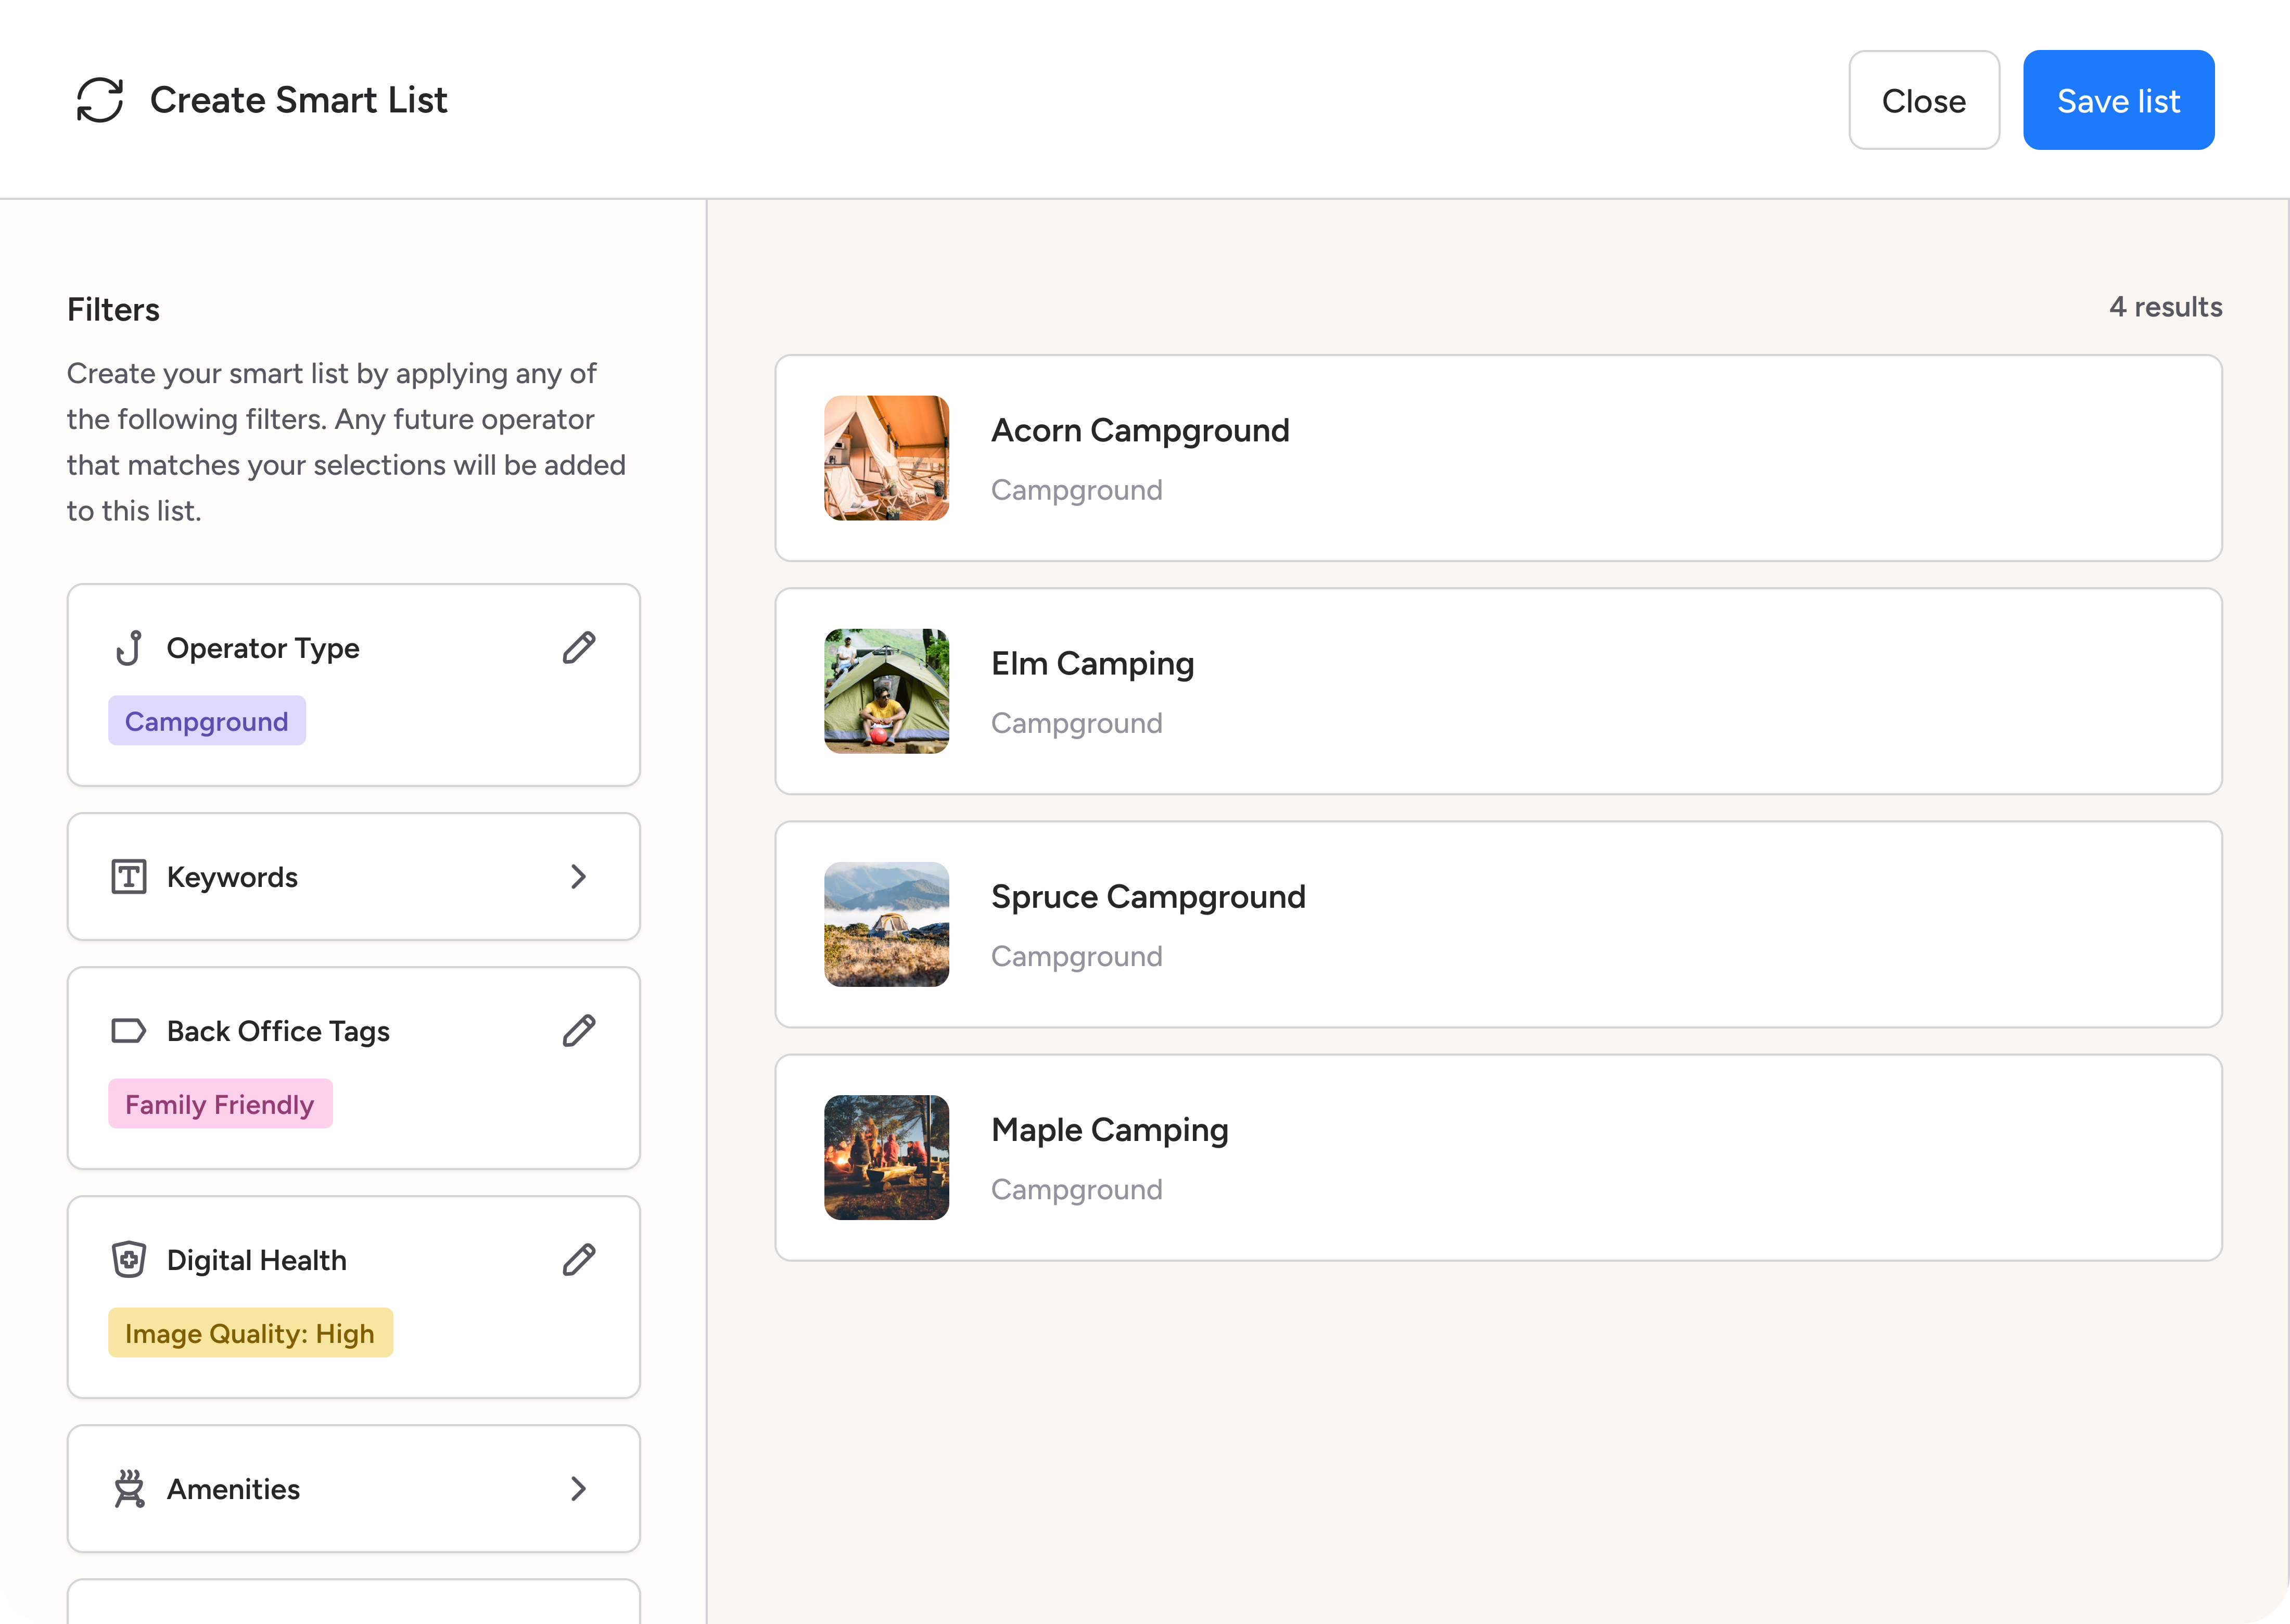 Create Smart List
Close
Save list
Filters
Create your smart list by applying any of
the following filters. Any future operator
that matches your selections will be added
to this list.
Operator Type
Campground
Keywords
Back Office Tags
Family Friendly
Digital Health
Image Quality: High
Amenities
4 results
Acorn Campground
Campground
Elm Camping
Campground
Spruce Campground
Campground
Maple Camping
Campground